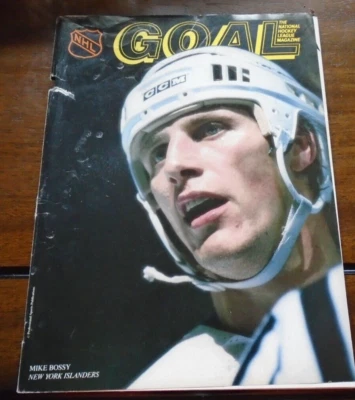 NHL
GOAL
THE
NATIONAL
HOCKEY
LEAGUE
MAGAZINE
CCM
MIKE BOSSY
NEW YORK ISLANDERS